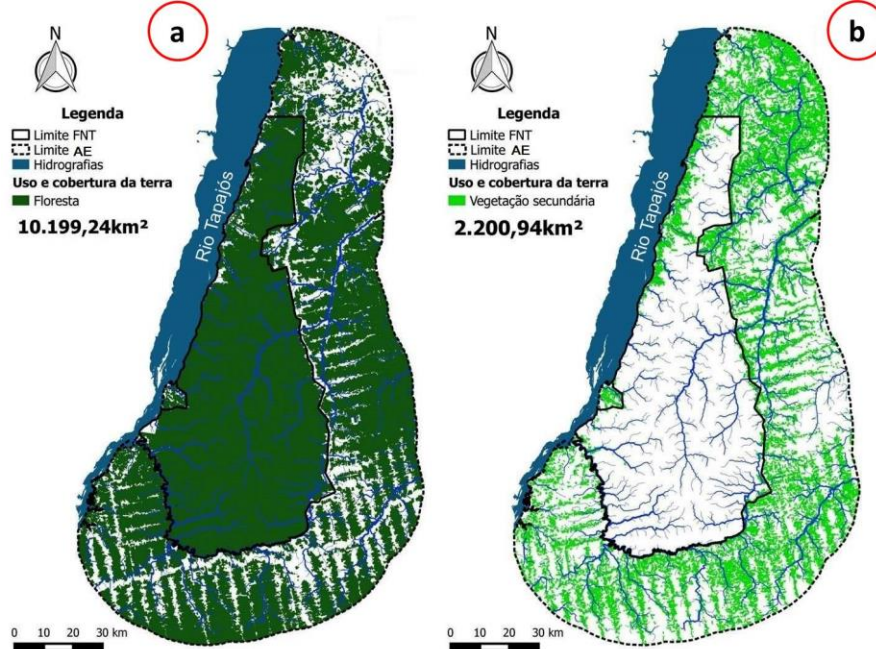 a
N
Legenda
Limite FNT
Limite AE
Hidrografias
Uso e cobertura da terra
Floresta
10.199,24km²
Rio Tapajós
0 10 20 30 km
b
N
Legenda
Limite FNT
Limite AE
Hidrografias
Uso e cobertura da terra
Vegetação secundária
2.200,94km²
Rio Tapajós
0 10 20 30 km